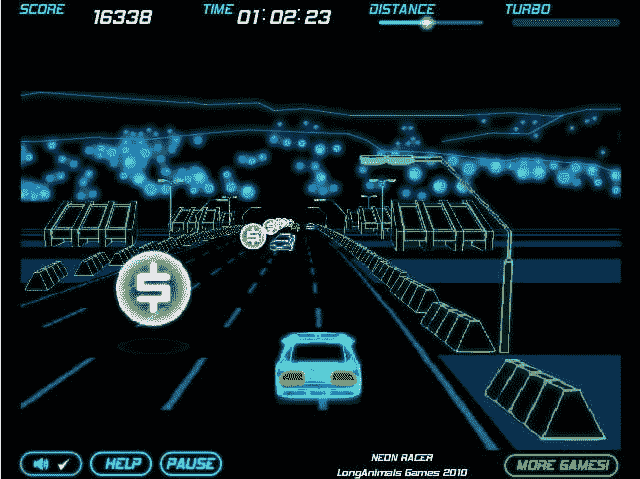 SCORE 16338 TIME 01:02:23 DISTANCE TURBO
$
$
HELP PAUSE
NEON RACER
LongAnimals Games 2010
MORE GAMES!